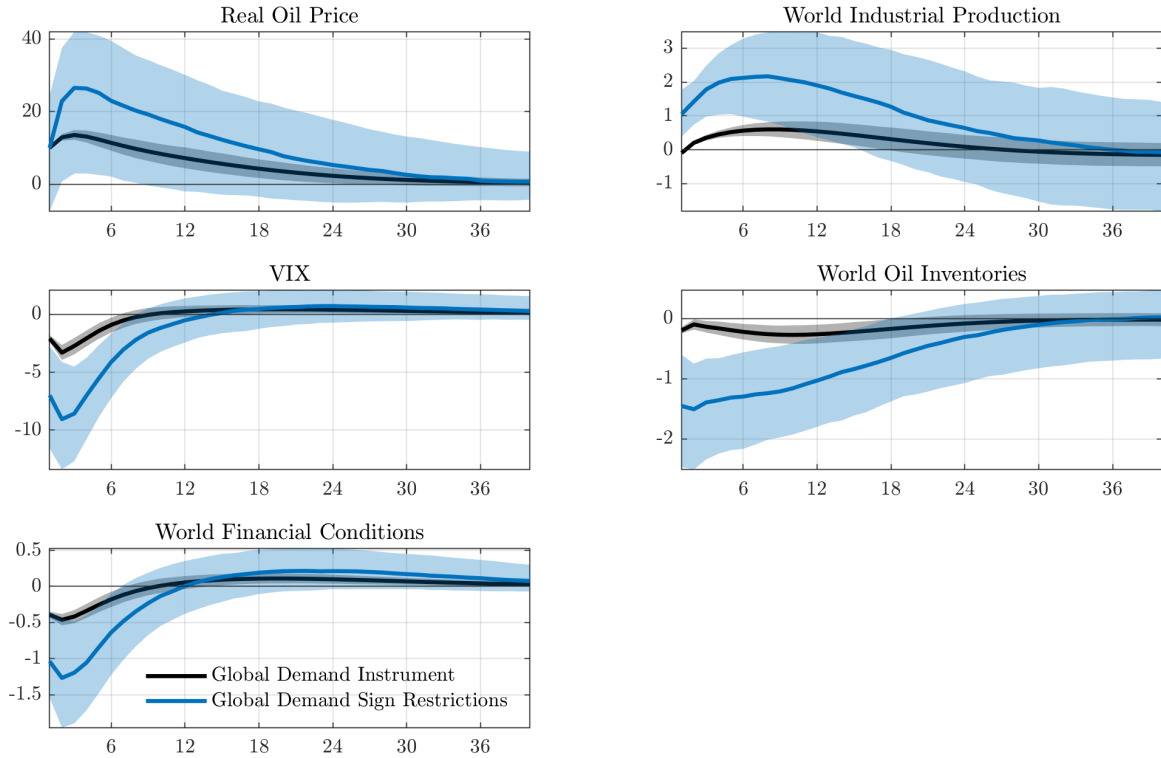 Real Oil Price
40
20
0
6 12 18 24 30 36
World Industrial Production
3
2
1
0
-1
6 12 18 24 30 36
VIX
0
-5
-10
6 12 18 24 30 36
World Oil Inventories
0
-1
-2
6 12 18 24 30 36
World Financial Conditions
0.5
0
-0.5
-1
-1.5
Global Demand Instrument
Global Demand Sign Restrictions
6 12 18 24 30 36